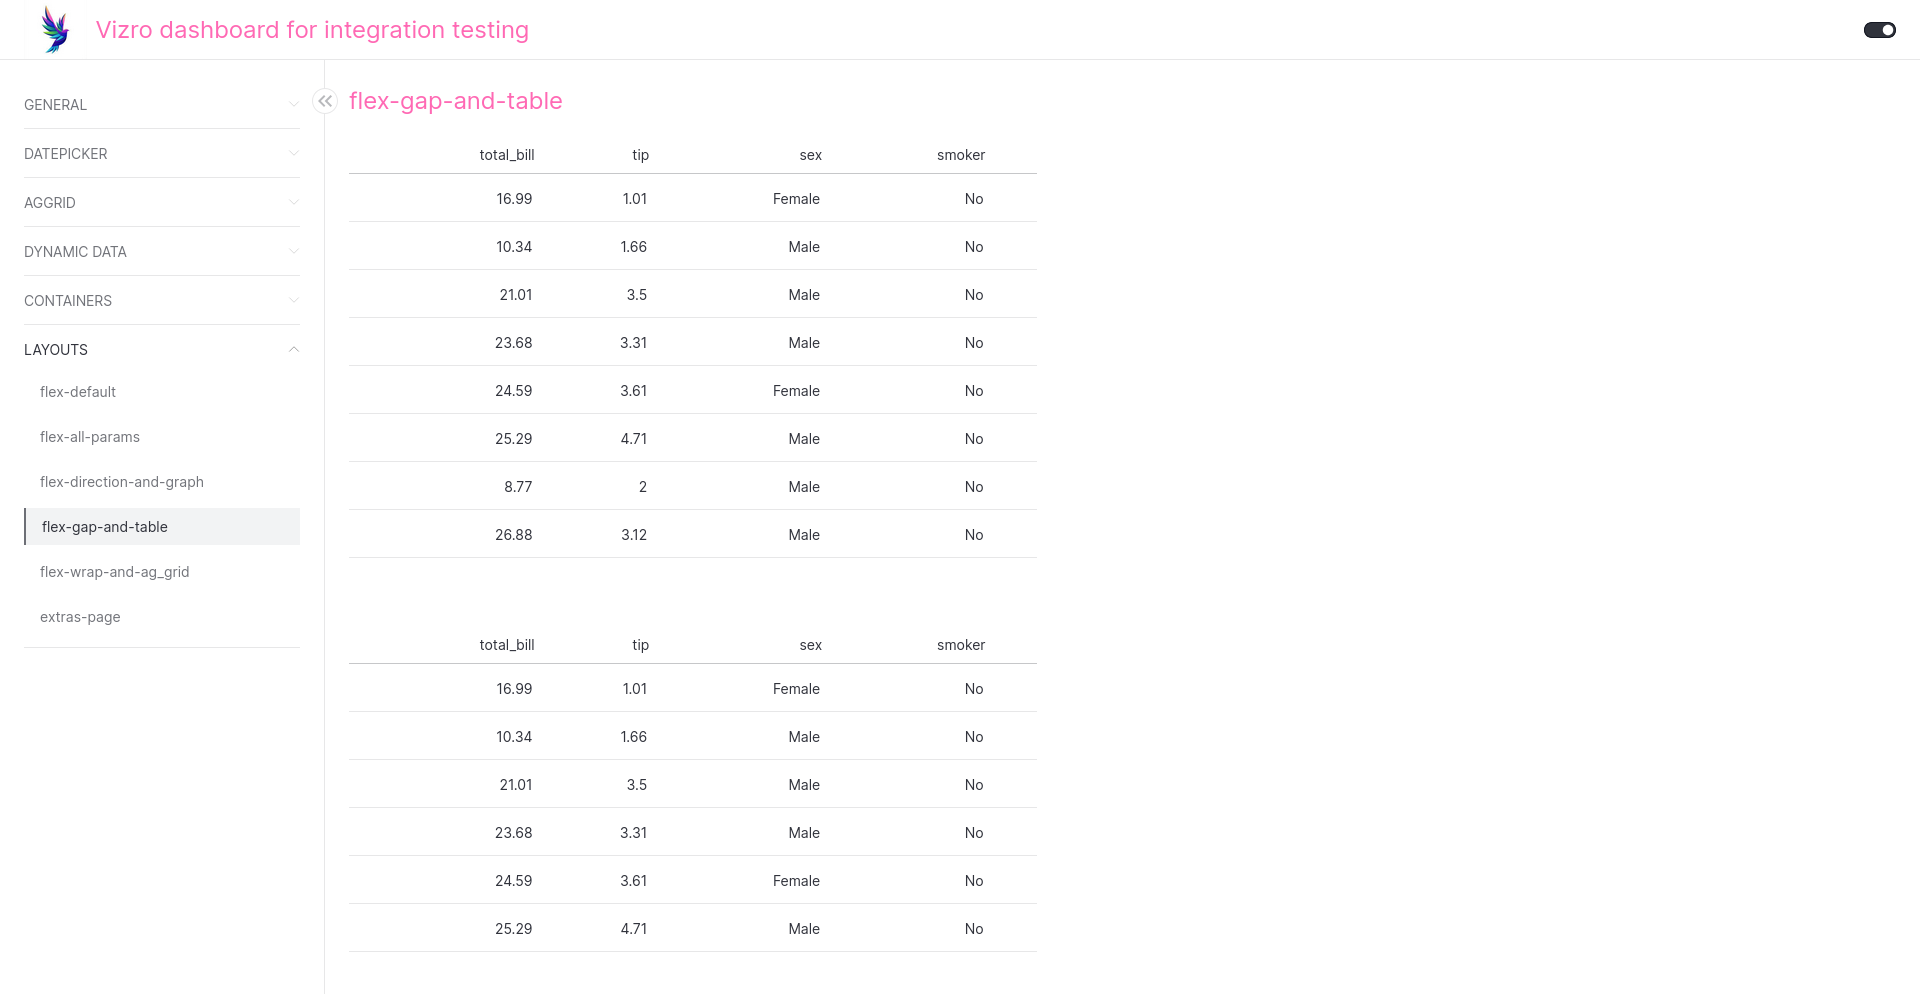 Vizro dashboard for integration testing
GENERAL
DATEPICKER
AGGRID
DYNAMIC DATA
CONTAINERS
LAYOUTS
flex-default
flex-all-params
flex-direction-and-graph
flex-gap-and-table
flex-wrap-and-ag_grid
extras-page
flex-gap-and-table
total_bill tip sex smoker
16.99 1.01 Female No
10.34 1.66 Male No
21.01 3.5 Male No
23.68 3.31 Male No
24.59 3.61 Female No
25.29 4.71 Male No
8.77 2 Male No
26.88 3.12 Male No
total_bill tip sex smoker
16.99 1.01 Female No
10.34 1.66 Male No
21.01 3.5 Male No
23.68 3.31 Male No
24.59 3.61 Female No
25.29 4.71 Male No